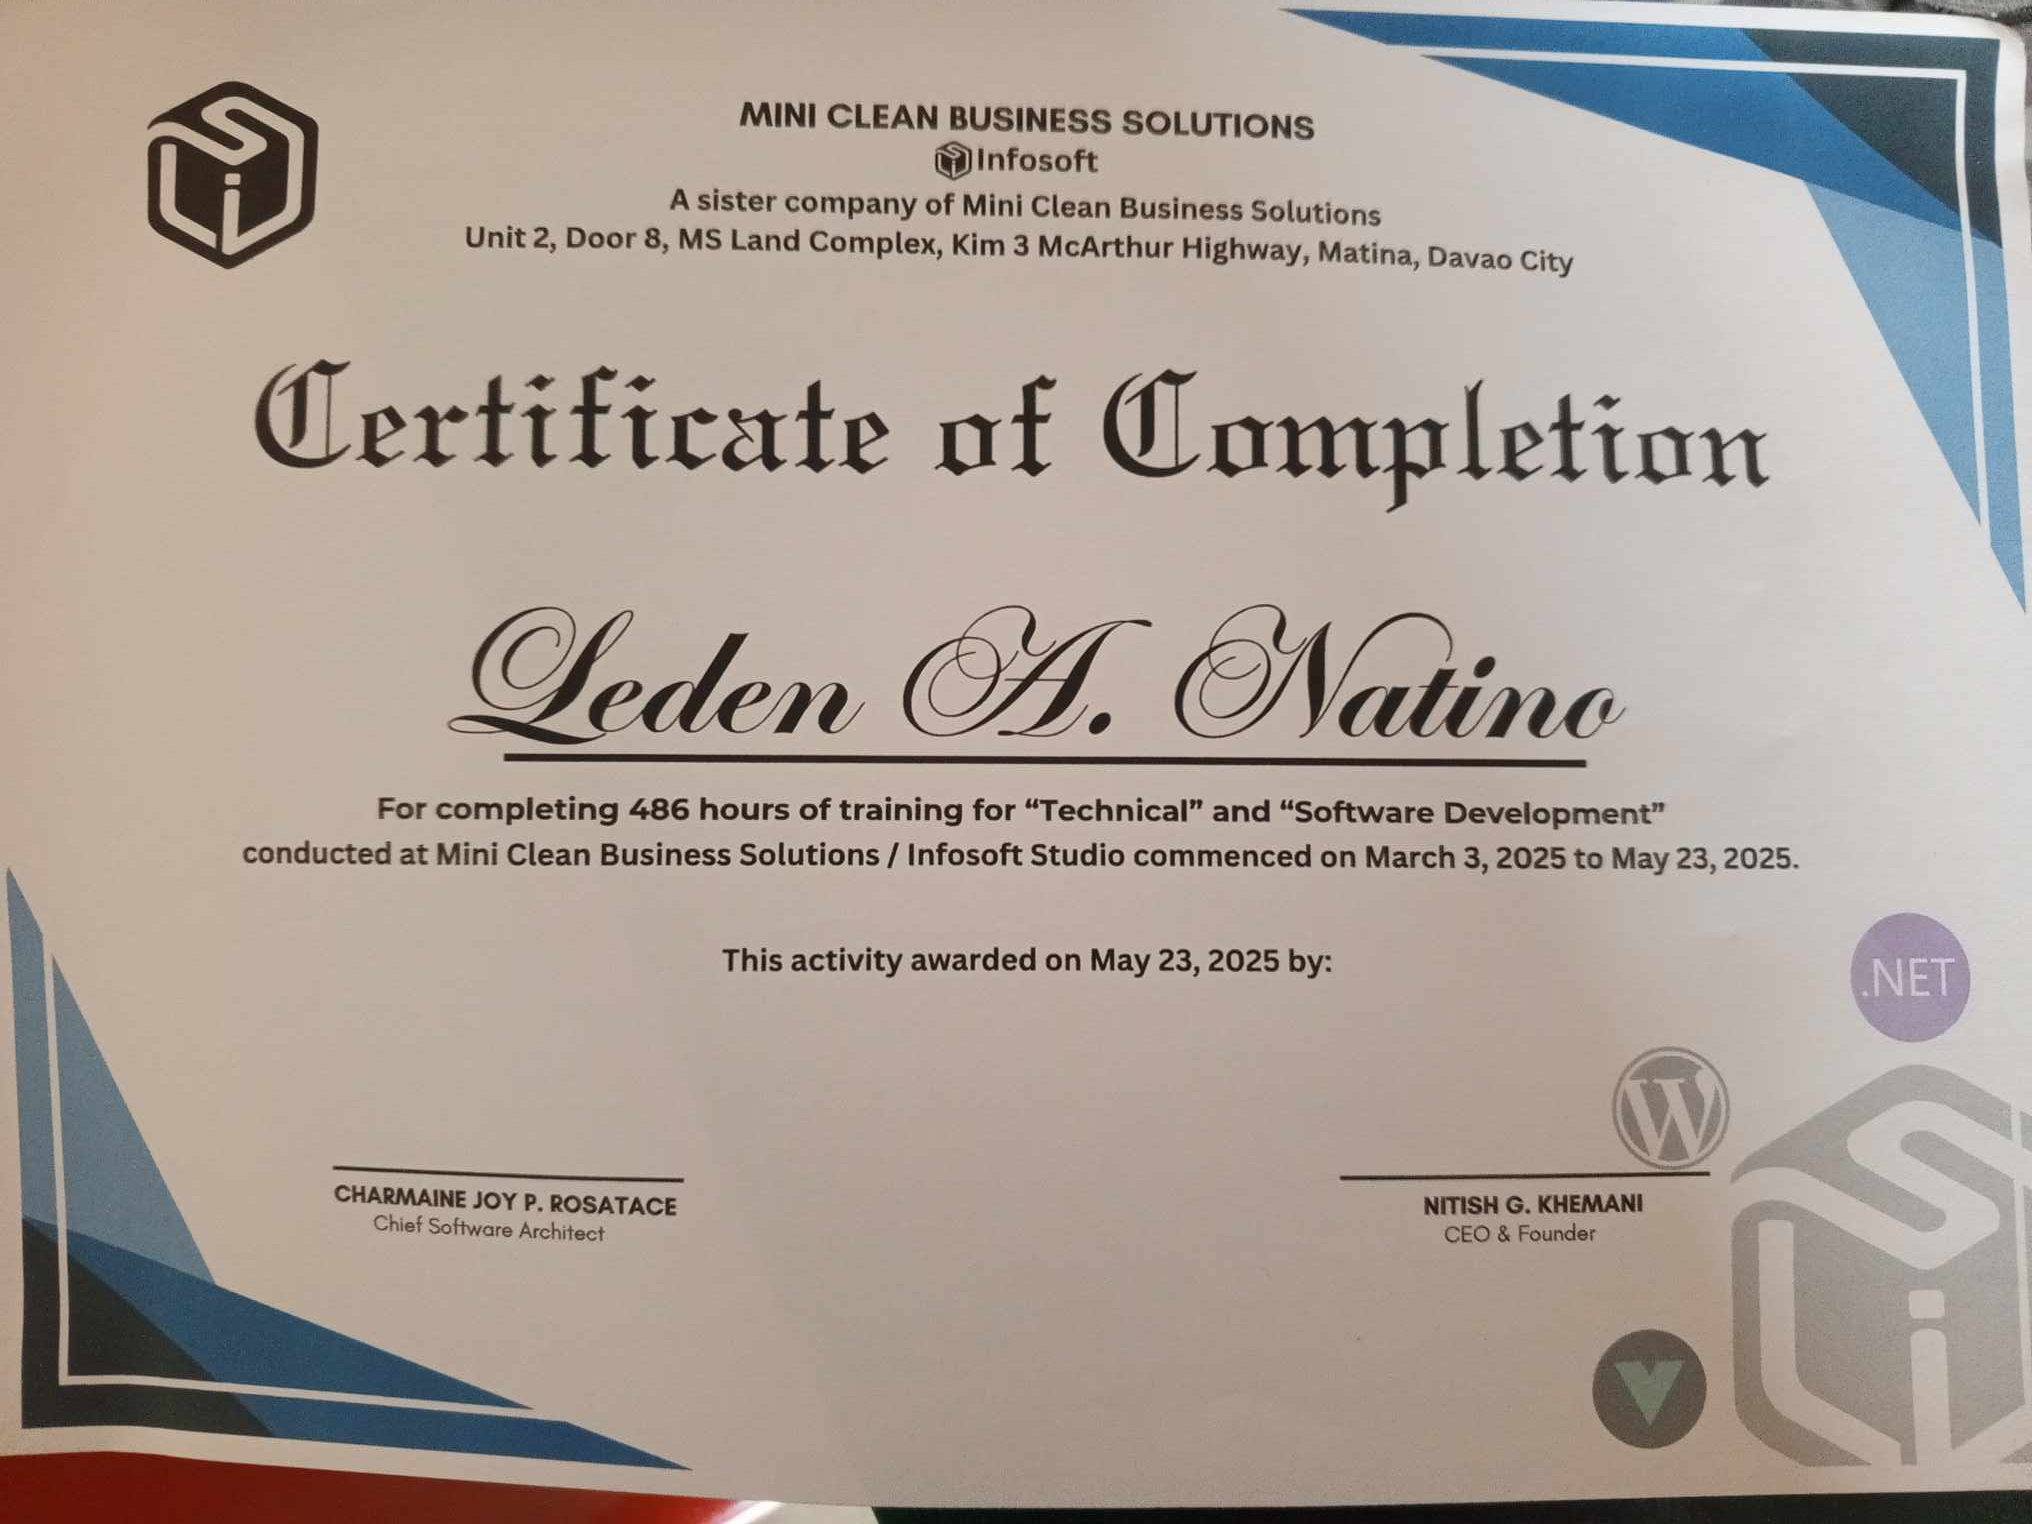 SLi
MINI CLEAN BUSINESS SOLUTIONS
Infosoft
A sister company of Mini Clean Business Solutions
Unit 2, Door 8, MS Land Complex, Kim 3 McArthur Highway, Matina, Davao City
Certificate of Completion
Leden A. Natino
For completing 486 hours of training for “Technical” and “Software Development”
conducted at Mini Clean Business Solutions / Infosoft Studio commenced on March 3, 2025 to May 23, 2025.
This activity awarded on May 23, 2025 by:
.NET
W
CHARMAINE JOY P. ROSATACE
Chief Software Architect
NITISH G. KHEMANI
CEO & Founder
SLi